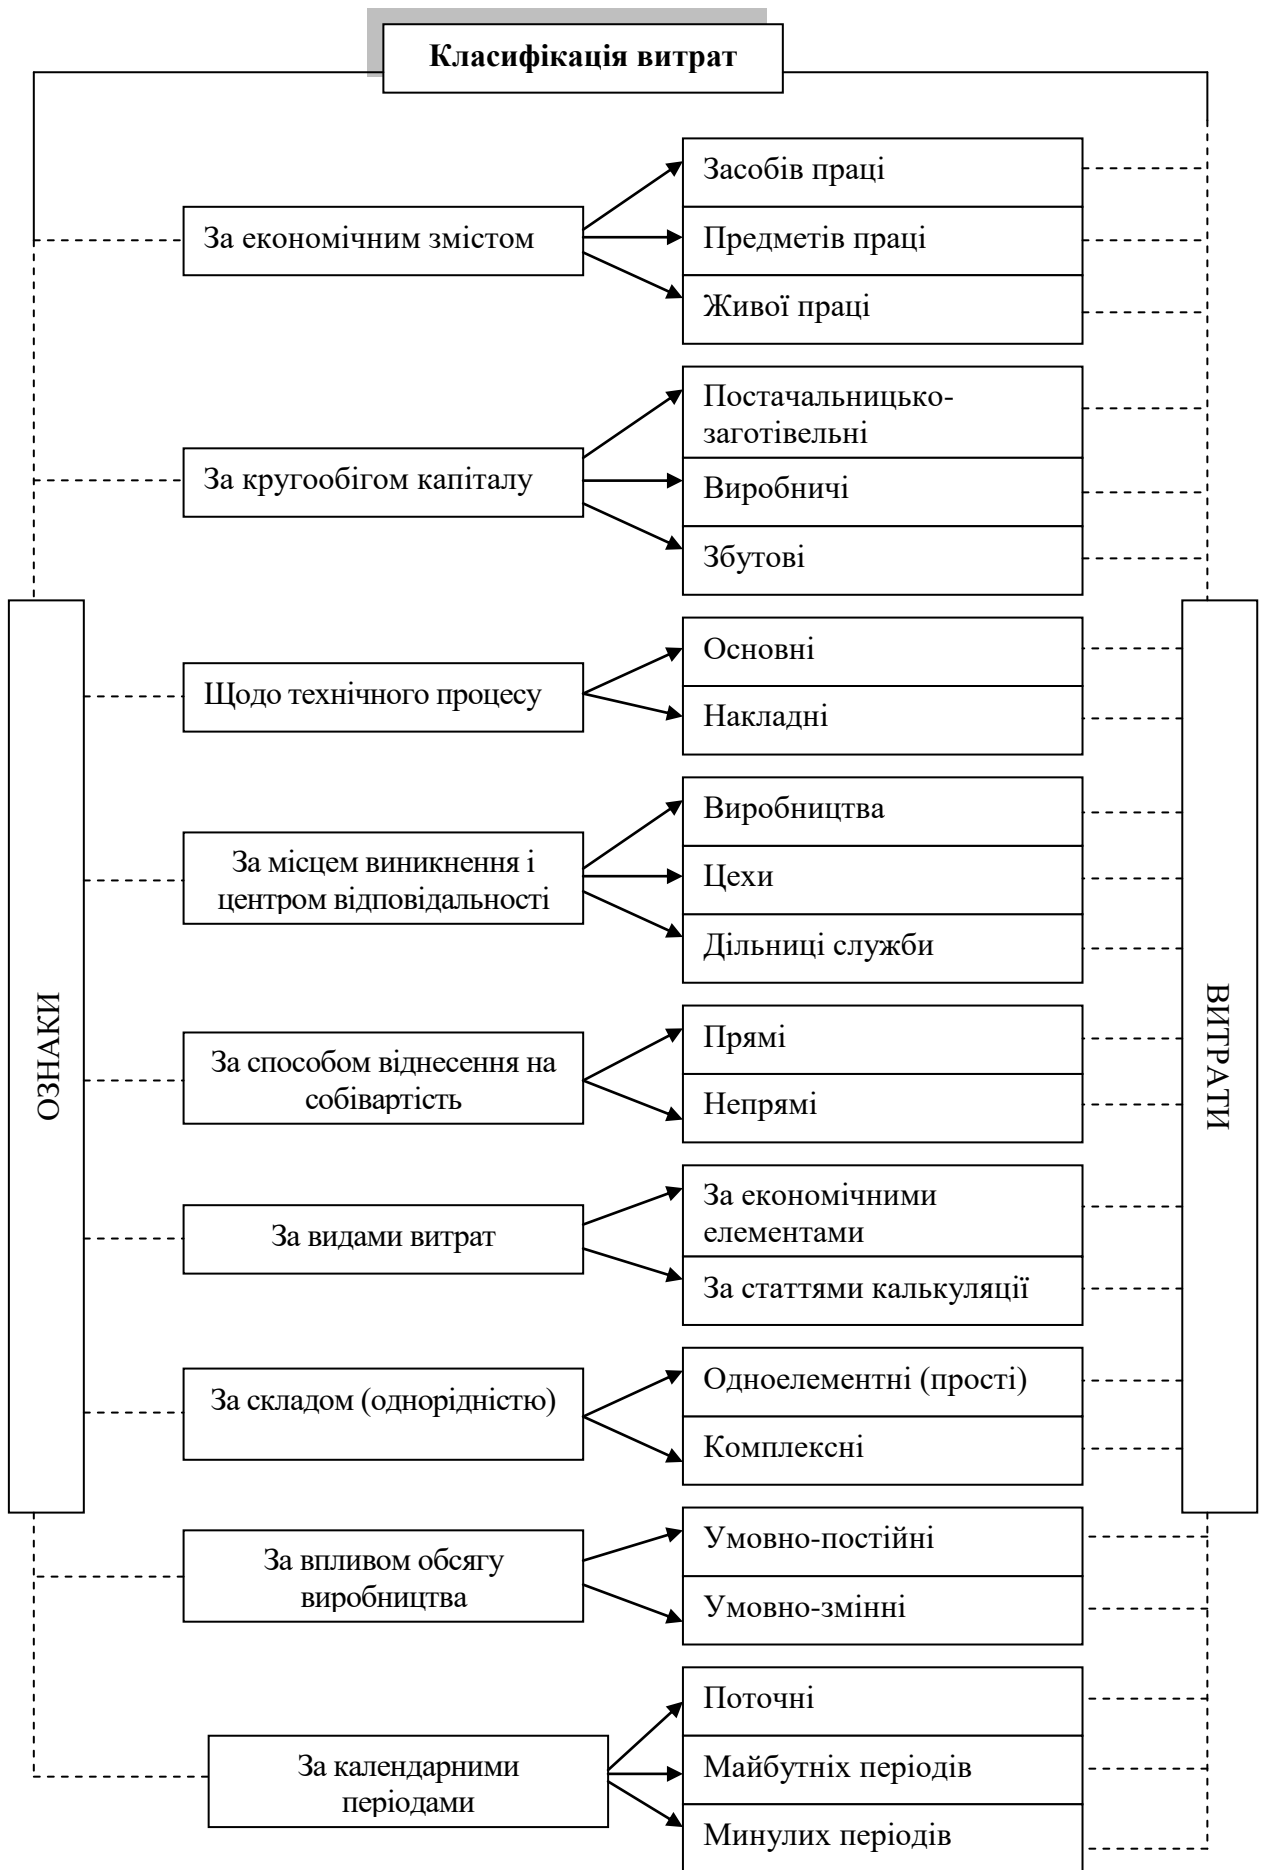 Класифікація витрат
За економічним змістом
Засобів праці
Предметів праці
Живої праці
За кругообігом капіталу
Постачальницько-
заготівельні
Виробничі
Збутові
ОЗНАКИ
ВИТРАТИ
Щодо технічного процесу
Основні
Накладні
За місцем виникнення і
центром відповідальності
Виробництва
Цехи
Дільниці служби
За способом віднесення на
собівартість
Прямі
Непрямі
За видами витрат
За економічними
елементами
За статтями калькуляції
За складом (однорідністю)
Одноелементні (прості)
Комплексні
За впливом обсягу
виробництва
Умовно-постійні
Умовно-змінні
За календарними
періодами
Поточні
Майбутніх періодів
Минулих періодів